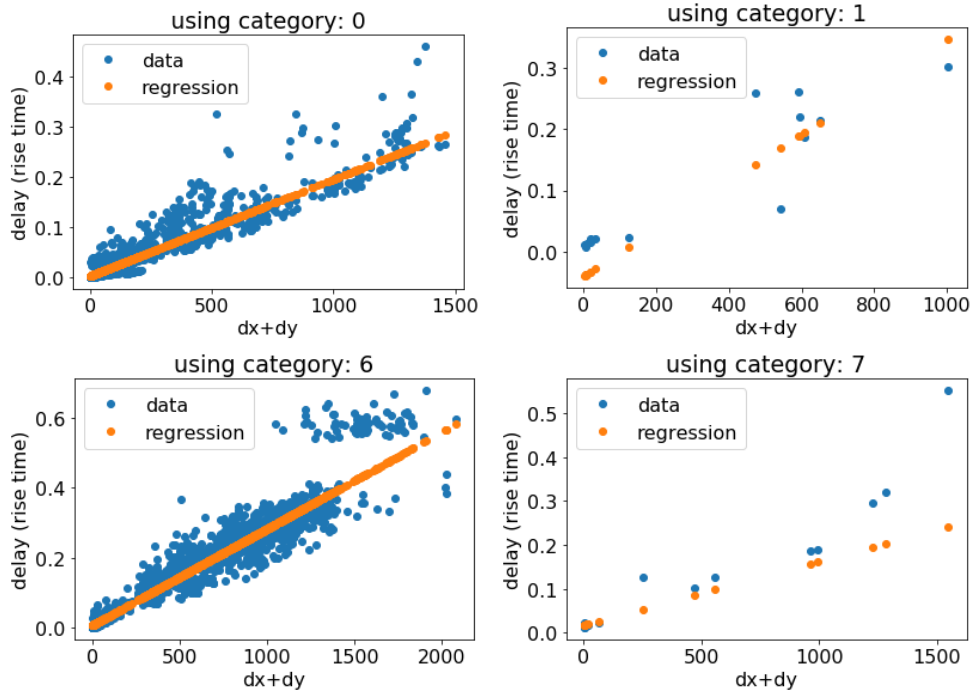 using category: 0
delay (rise time)
0.4
0.3
0.2
0.1
0.0
data
regression
0
500
1000
1500
dx+dy
using category: 1
delay (rise time)
0.3
0.2
0.1
0.0
data
regression
0
200
400
600
800
1000
dx+dy
using category: 6
delay (rise time)
0.6
0.4
0.2
0.0
data
regression
0
500
1000
1500
2000
dx+dy
using category: 7
delay (rise time)
0.5
0.4
0.3
0.2
0.1
0.0
data
regression
0
500
1000
1500
dx+dy